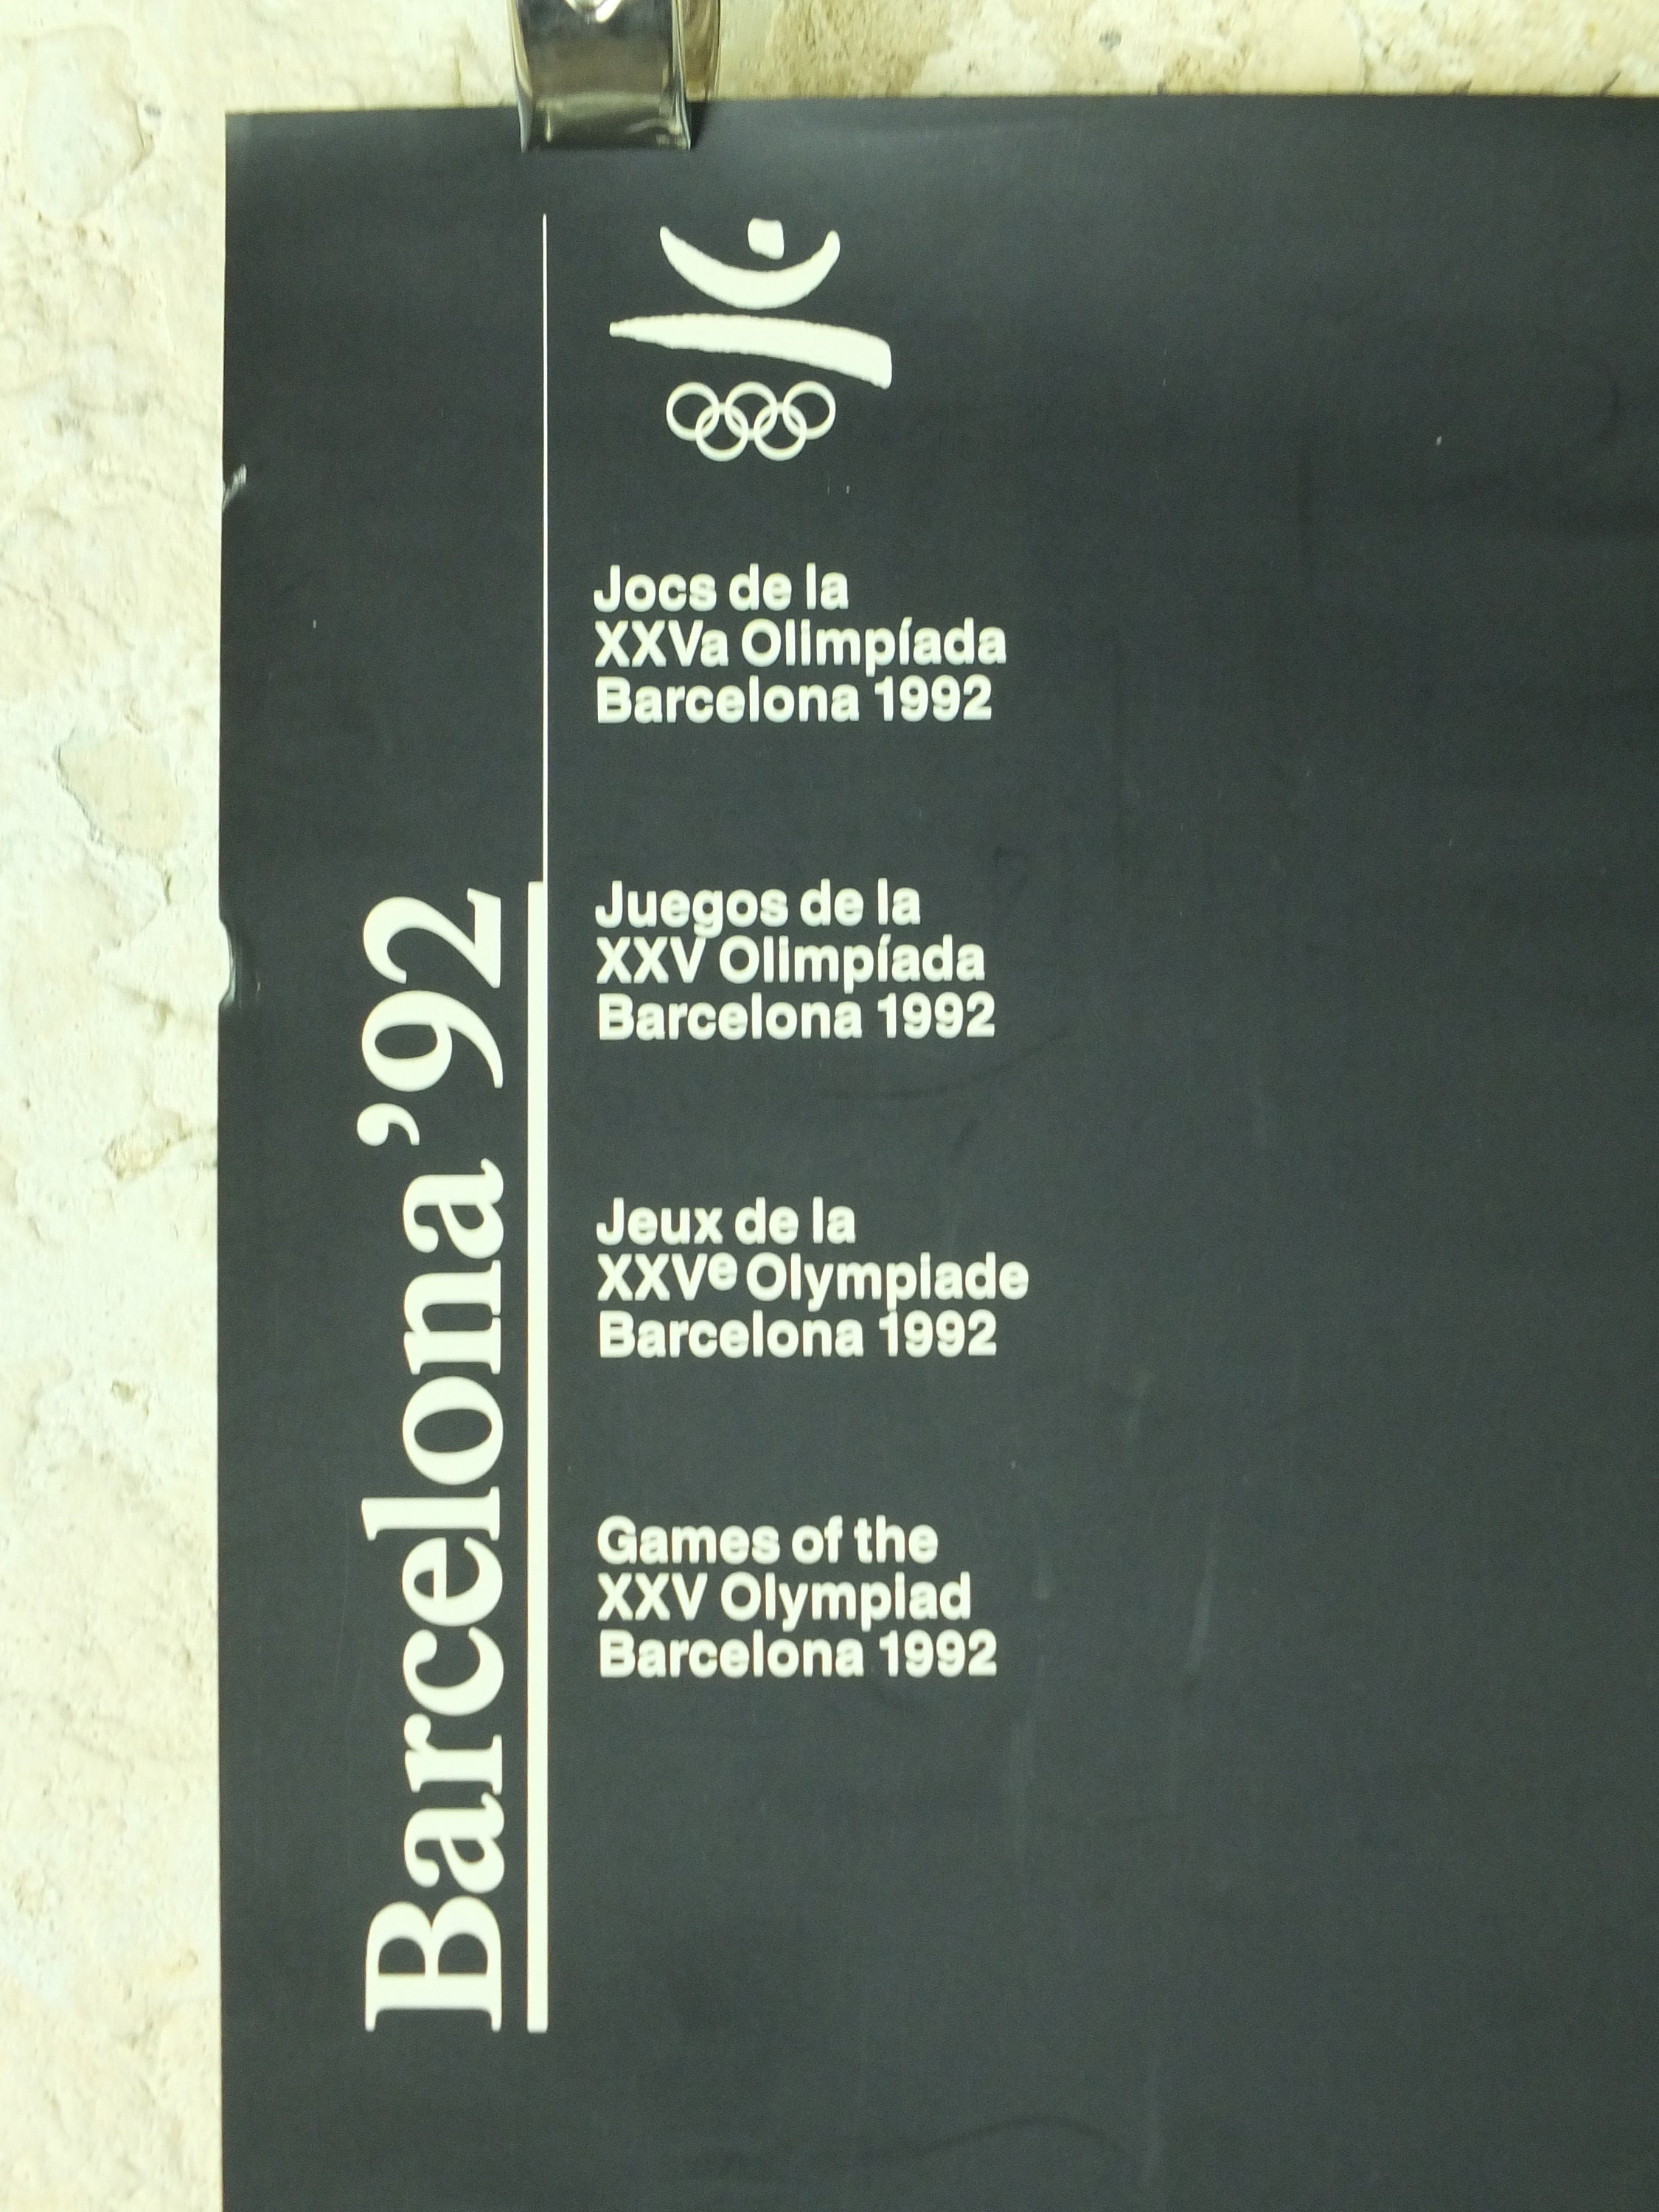 Barcelona '92
Jocs de la
XXVa Olimpíada
Barcelona 1992
Juegos de la
XXV Olimpíada
Barcelona 1992
Jeux de la
XXVe Olympiade
Barcelona 1992
Games of the
XXV Olympiad
Barcelona 1992